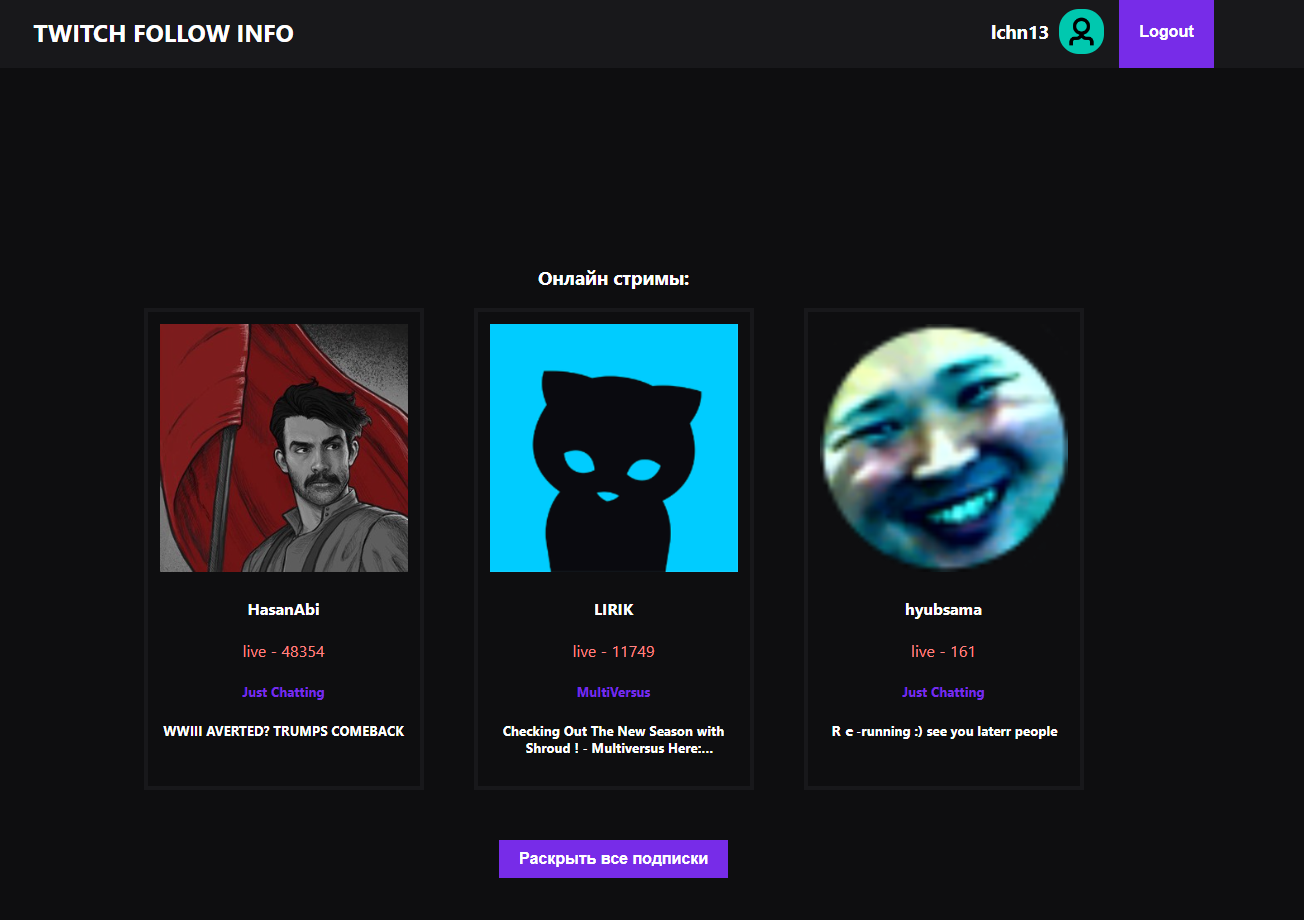 TWITCH FOLLOW INFO
lchn13
Logout
Онлайн стримы:
HasanAbi
live - 48354
Just Chatting
WWIII AVERTED? TRUMPS COMEBACK
LIRIK
live - 11749
MultiVersus
Checking Out The New Season with
Shroud ! - Multiversus Here:...
hyubsama
live - 161
Just Chatting
R e -running :) see you laterr people
Раскрыть все подписки